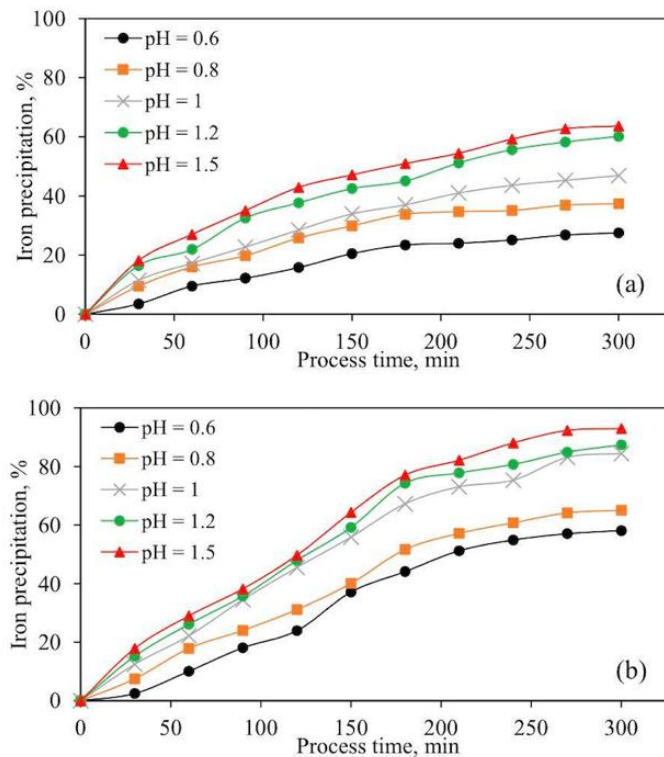 100
80
60
40
20
0
Iron precipitation, %
pH = 0.6
pH = 0.8
pH = 1
pH = 1.2
pH = 1.5
(a)
0 50 100 150 200 250 300
Process time, min
100
80
60
40
20
0
Iron precipitation, %
pH = 0.6
pH = 0.8
pH = 1
pH = 1.2
pH = 1.5
(b)
0 50 100 150 200 250 300
Process time, min